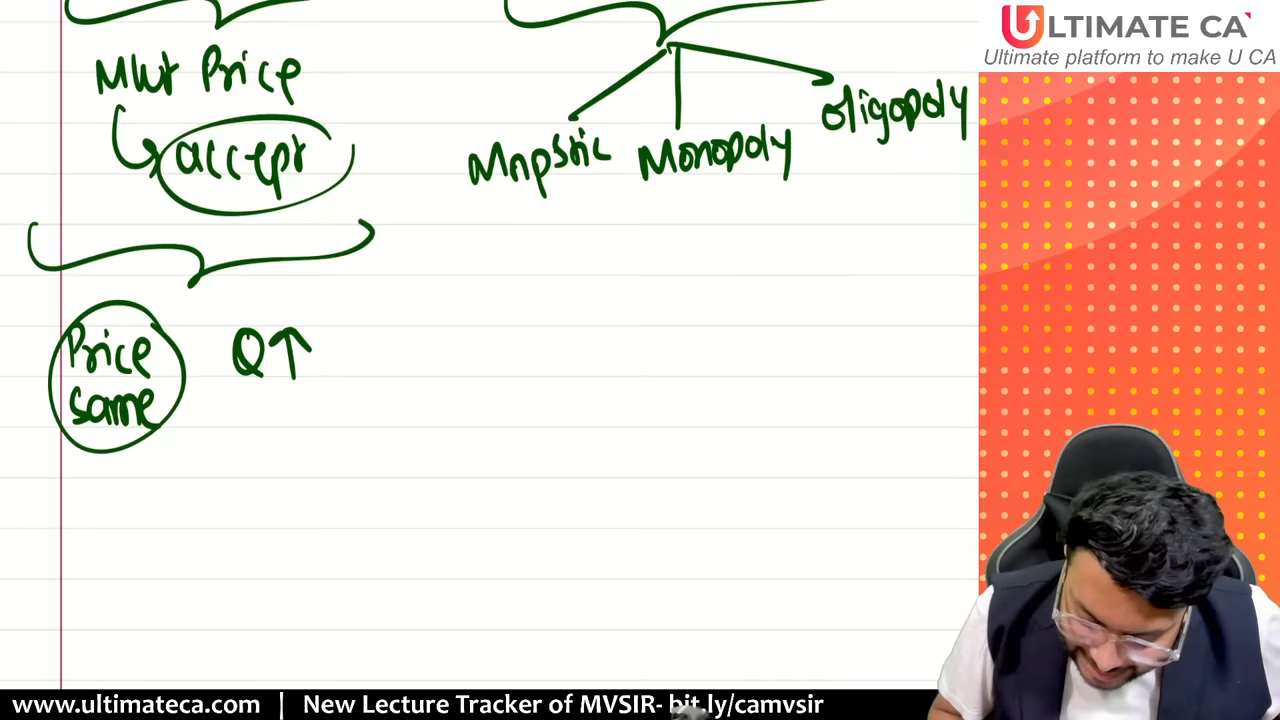 ULTIMATE CA
Ultimate platform to make U CA
Mkt Price
accept
Mnpstic Monopoly oligopoly
Price same
Q↑
www.ultimateca.com | New Lecture Tracker of MVSIR- bit.ly/camvsir